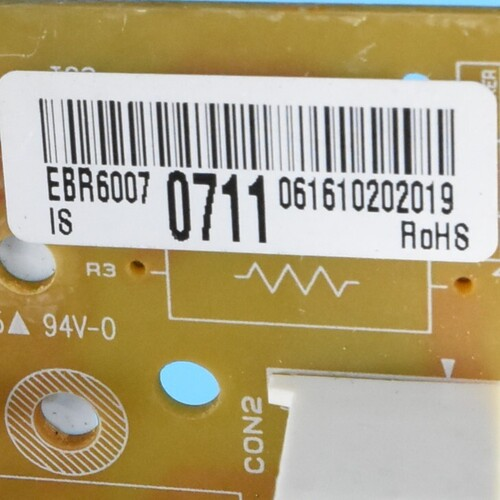 EBR6007 0711 061610202019
IS RoHS
R3
94V-0
CON2